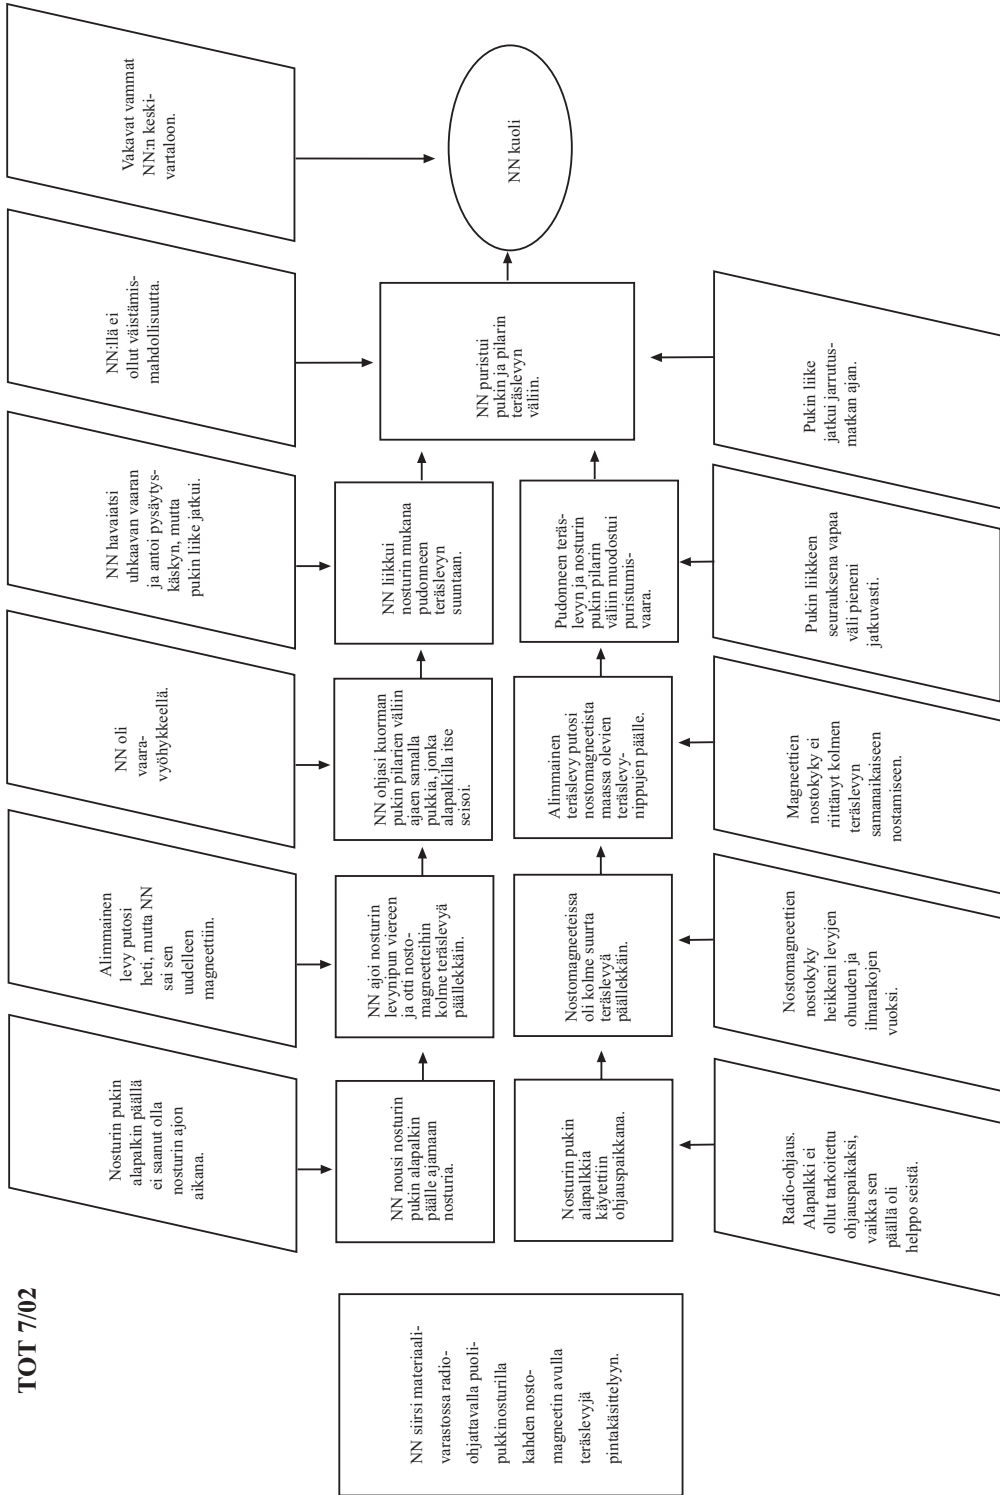 TOT 7/02
Nosturin pukin
alapalkin päällä
ei saanut olla
nosturin ajon
aikana.
Alimmainen
levy putosi
heti, mutta NN
sai sen
uudelleen
magneettiin.
NN oli
vaara-
vyöhykkeellä.
NN havaiatsi
uhkaavan vaaran
ja antoi pysäytys-
käskyn, mutta
pukin liike jatkui.
NN:llä ei
ollut väistämis-
mahdollisuutta.
Vakavat vammat
NN:n keski-
vartaloon.
NN siirsi materiaali-
varastossa radio-
ohjattavalla puoli-
pukkinosturilla
kahden nosto-
magneetin avulla
teräslevyjä
pintakäsittelyyn.
NN nousi nosturin
pukin alapalkin
päälle ajamaan
nosturia.
NN ajoi nosturin
levynipun viereen
ja otti nosto-
magneetteihin
kolme teräslevyä
päällekkäin.
NN ohjasi kuorman
pukin pilarien väliin
ajaen samalla
pukkia, jonka
alapalkilla itse
seisoi.
NN liikkui
nosturin mukana
pudonneen
teräslevyn
suuntaan.
NN puristui
pukin ja pilarin
teräslevyn
väliin.
NN kuoli
Nosturin pukin
alapalkkia
käytettiin
ohjauspaikkana.
Nostomagneeteissa
oli kolme suurta
teräslevyä
päällekkäin.
Alimmainen
teräslevy putosi
nostomagneetista
maassa olevien
teräslevy-
nippujen päälle.
Pudonneen teräs-
levyn ja nosturin
pukin pilarin
väliin muodostui
puristumis-
vaara.
Radio-ohjaus.
Alapalkki ei
ollut tarkoitettu
ohjauspaikaksi,
vaikka sen
päällä oli
helppo seistä.
Nostomagneettien
nostokyky
heikkeni levyjen
ohuuden ja
ilmarakojen
vuoksi.
Magneettien
nostokyky ei
riittänyt kolmen
teräslevyn
samanaikaiseen
nostamiseen.
Pukin liikkeen
seurauksena vapaa
väli pieneni
jatkuvasti.
Pukin liike
jatkui jarrutus-
matkan ajan.